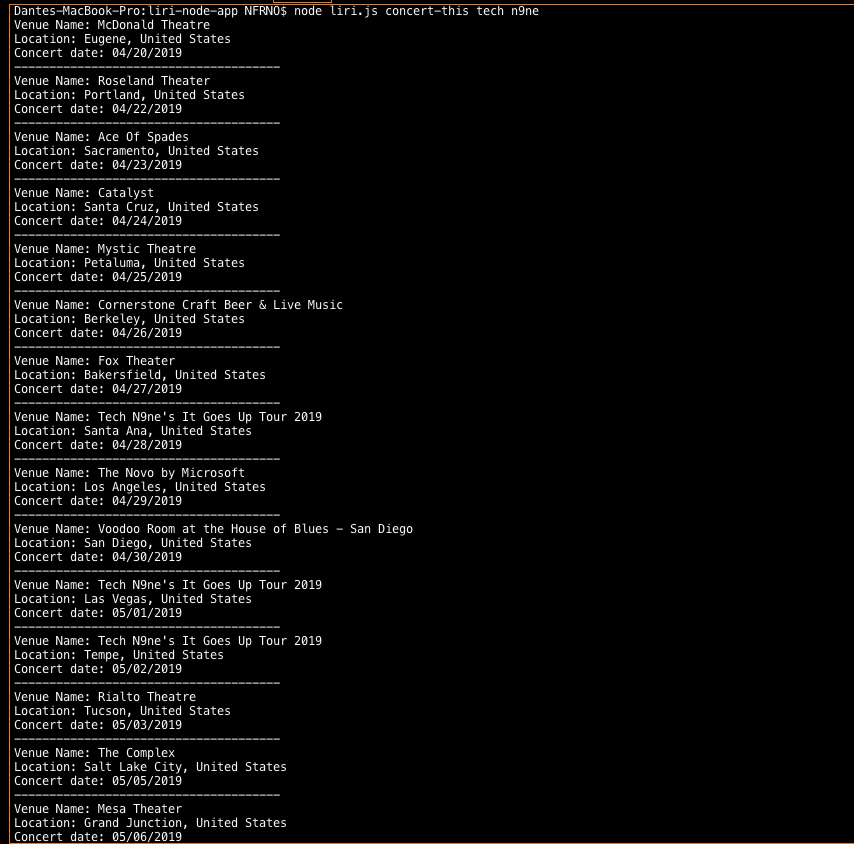 Dantes-MacBook-Pro:liri-node-app NFRNO$ node liri.js concert-this tech n9ne
Venue Name: McDonald Theatre
Location: Eugene, United States
Concert date: 04/20/2019
--------------------------------------
Venue Name: Roseland Theater
Location: Portland, United States
Concert date: 04/22/2019
--------------------------------------
Venue Name: Ace Of Spades
Location: Sacramento, United States
Concert date: 04/23/2019
--------------------------------------
Venue Name: Catalyst
Location: Santa Cruz, United States
Concert date: 04/24/2019
--------------------------------------
Venue Name: Mystic Theatre
Location: Petaluma, United States
Concert date: 04/25/2019
--------------------------------------
Venue Name: Cornerstone Craft Beer & Live Music
Location: Berkeley, United States
Concert date: 04/26/2019
--------------------------------------
Venue Name: Fox Theater
Location: Bakersfield, United States
Concert date: 04/27/2019
--------------------------------------
Venue Name: Tech N9ne's It Goes Up Tour 2019
Location: Santa Ana, United States
Concert date: 04/28/2019
--------------------------------------
Venue Name: The Novo by Microsoft
Location: Los Angeles, United States
Concert date: 04/29/2019
--------------------------------------
Venue Name: Voodoo Room at the House of Blues - San Diego
Location: San Diego, United States
Concert date: 04/30/2019
--------------------------------------
Venue Name: Tech N9ne's It Goes Up Tour 2019
Location: Las Vegas, United States
Concert date: 05/01/2019
--------------------------------------
Venue Name: Tech N9ne's It Goes Up Tour 2019
Location: Tempe, United States
Concert date: 05/02/2019
--------------------------------------
Venue Name: Rialto Theatre
Location: Tucson, United States
Concert date: 05/03/2019
--------------------------------------
Venue Name: The Complex
Location: Salt Lake City, United States
Concert date: 05/05/2019
--------------------------------------
Venue Name: Mesa Theater
Location: Grand Junction, United States
Concert date: 05/06/2019